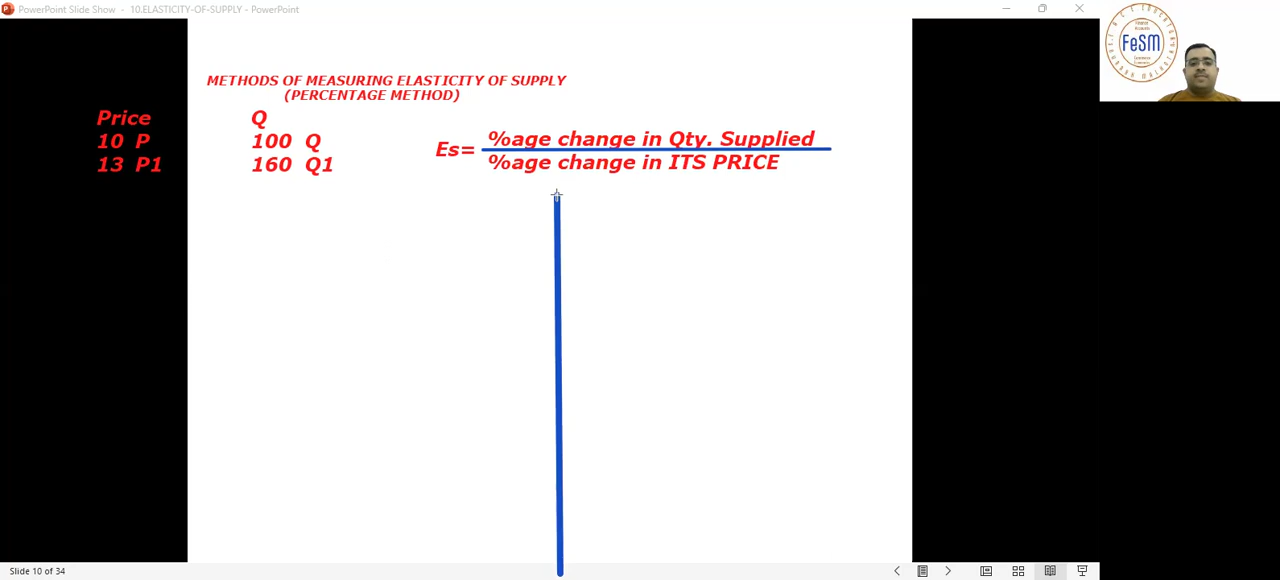 PowerPoint Slide Show - 10.ELASTICITY-OF-SUPPLY - PowerPoint
METHODS OF MEASURING ELASTICITY OF SUPPLY
(PERCENTAGE METHOD)
Price Q
10 P 100 Q
13 P1 160 Q1
Es= %age change in Qty. Supplied
%age change in ITS PRICE
FeSM
Slide 10 of 34